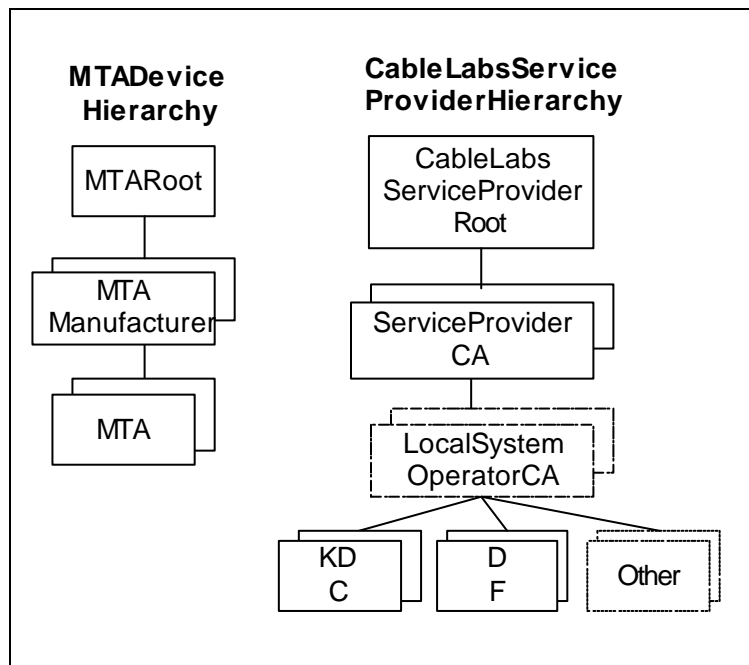 MTADevice
Hierarchy
MTARoot
MTA
Manufacturer
MTA
CableLabsService
ProviderHierarchy
CableLabs
ServiceProvider
Root
ServiceProvider
CA
LocalSystem
OperatorCA
KD
C
D
F
Other